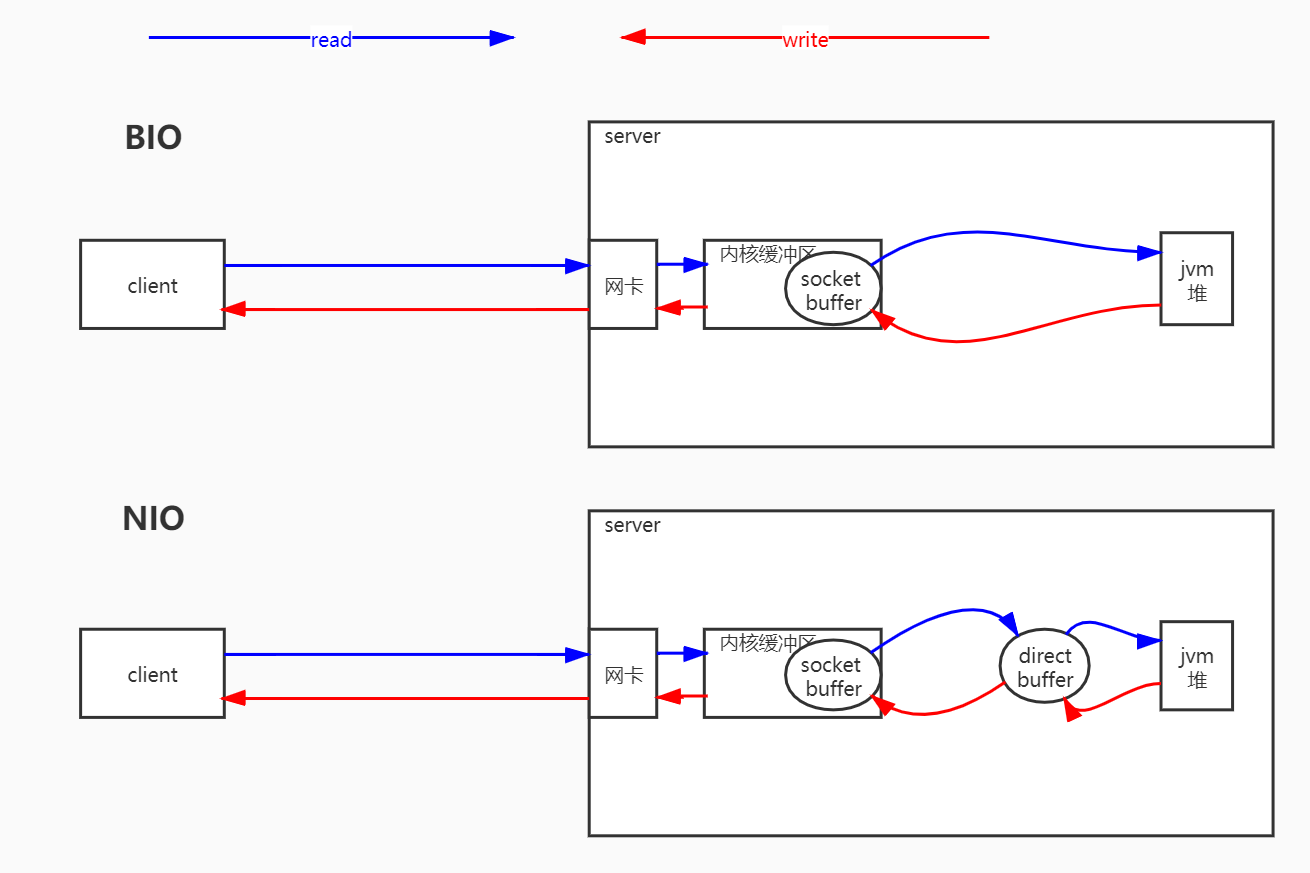 read
write
BIO
server
client
网卡
内核缓冲区
socket
buffer
jvm
堆
NIO
server
client
网卡
内核缓冲区
socket
buffer
direct
buffer
jvm
堆